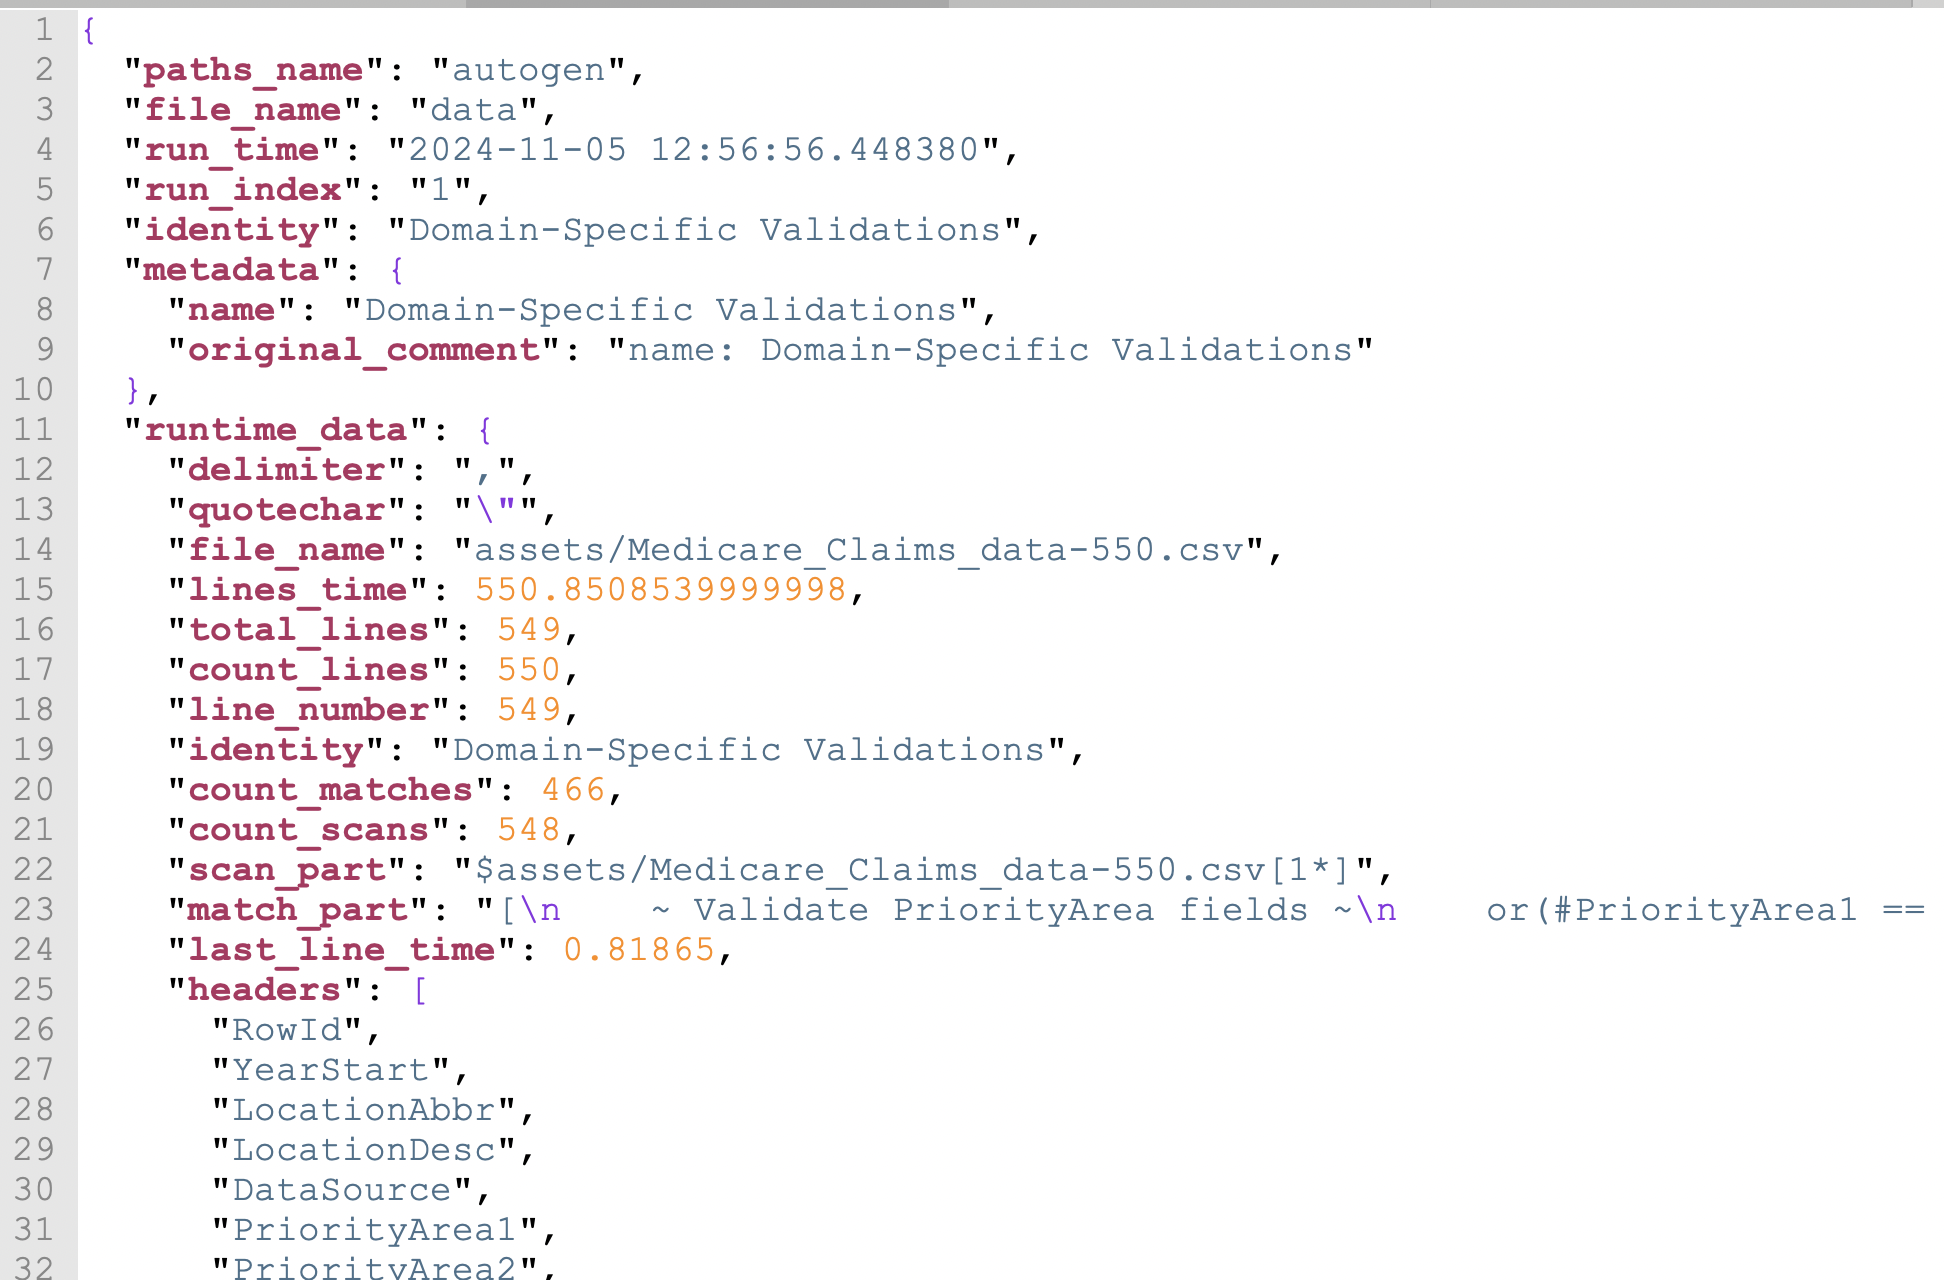 1 {
2   "paths_name": "autogen",
3   "file_name": "data",
4   "run_time": "2024-11-05 12:56:56.448380",
5   "run_index": "1",
6   "identity": "Domain-Specific Validations",
7   "metadata": {
8     "name": "Domain-Specific Validations",
9     "original_comment": "name: Domain-Specific Validations"
10   },
11   "runtime_data": {
12     "delimiter": ",",
13     "quotechar": "\"",
14     "file_name": "assets/Medicare_Claims_data-550.csv",
15     "lines_time": 550.8508539999998,
16     "total_lines": 549,
17     "count_lines": 550,
18     "line_number": 549,
19     "identity": "Domain-Specific Validations",
20     "count_matches": 466,
21     "count_scans": 548,
22     "scan_part": "$assets/Medicare_Claims_data-550.csv[1*]",
23     "match_part": "[\n    ~ Validate PriorityArea fields ~\n    or(#PriorityArea1 ==
24     "last_line_time": 0.81865,
25     "headers": [
26       "RowId",
27       "YearStart",
28       "LocationAbbr",
29       "LocationDesc",
30       "DataSource",
31       "PriorityArea1",
32       "PriorityArea2",